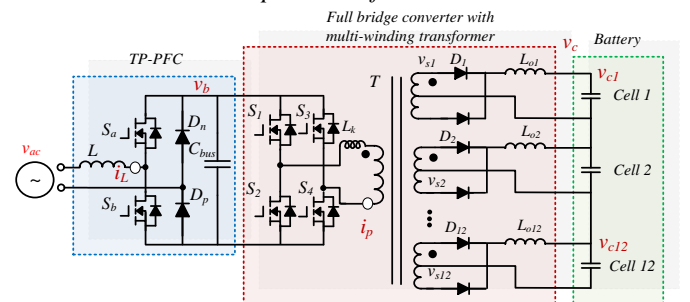 Full bridge converter with
multi-winding transformer
TP-PFC
v_c
Battery
v_b
v_s1
D_1
L_o1
v_c1
T
Cell 1
S_a
D_n
C_bus
S_1
S_3
L_k
v_ac
L
i_L
D_2
L_o2
Cell 2
~
S_b
D_p
S_2
S_4
v_s2
i_p
D_12
L_o12
v_c12
v_s12
Cell 12